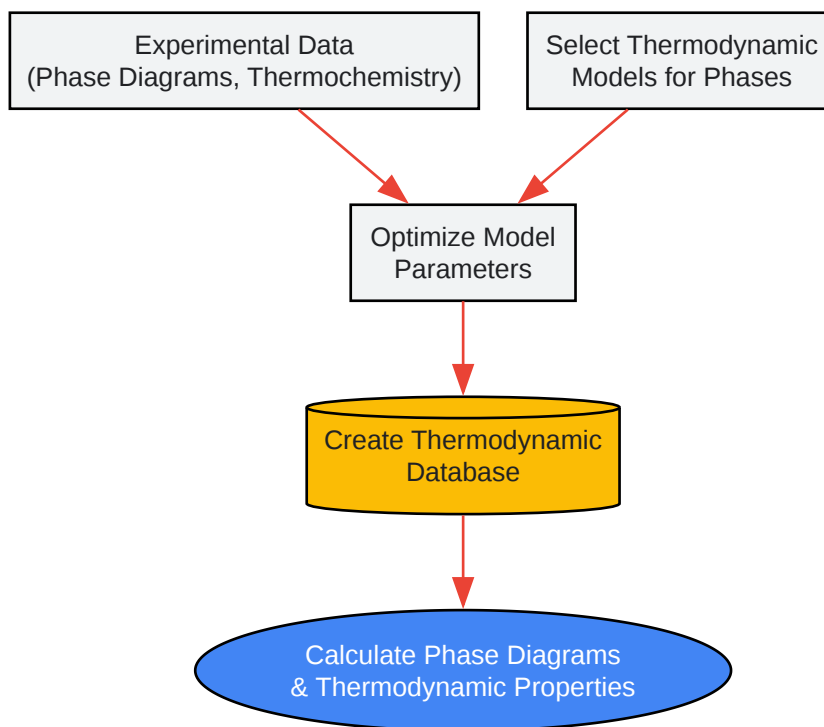 Experimental Data
(Phase Diagrams, Thermochemistry)
Select Thermodynamic
Models for Phases
Optimize Model
Parameters
Create Thermodynamic
Database
Calculate Phase Diagrams
& Thermodynamic Properties